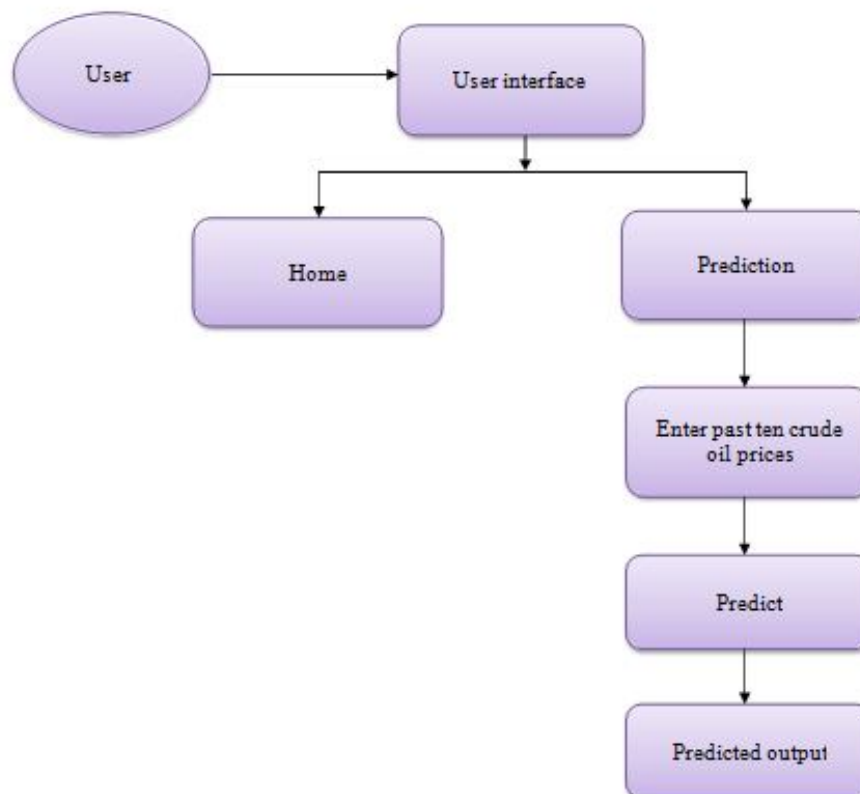 User
User interface
Home
Prediction
Enter past ten crude
oil prices
Predict
Predicted output